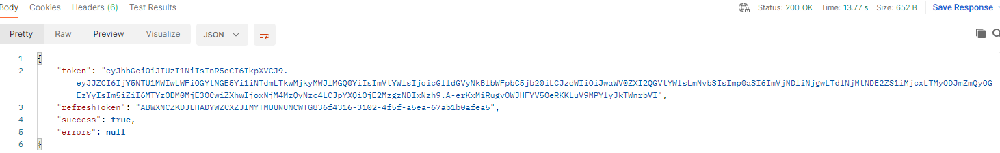 Body Cookies Headers (6) Test Results Status: 200 OK Time: 13.77 s Size: 652 B Save Response
Pretty Raw Preview Visualize JSON
1 {
2 "token": "eyJhbGciOiJIUzI1NiIsInR5cCI6IkpXVCJ9.
eyJJZCI6IjY5NTU1MWIwLWFiOGYtNGE5Yi1iNTdmLTkwMjkyMWJlMGQ0YiIsImVtYWlsIjoicGlldGVyNkBlbWFpbC5jb20iLCJzdWIiOiJwaWV0ZXI2QGVtYWlsLmNvbSIsImp0aSI6ImVjNDliNjgwLTdlNjMtNDE2ZS1iMjcxLTMyODJmZmQyOG
EzYyIsIm5iZiI6MTYzODM0MjE3OCwiZXhwIjoxNjM4MzQyNzc4LCJpYXQiOjE2MzgzNDIxNzh9.A-erKxMiRugvOWJHFYV5OeRKKLuV9MPYlyJkTWnrbVI",
3 "refreshToken": "ABWXNCZKDJLHADYWZCXZJIMYTMUUNUNCWTG836f4316-3102-4f5f-a5ea-67ab1b0afea5",
4 "success": true,
5 "errors": null
6 }